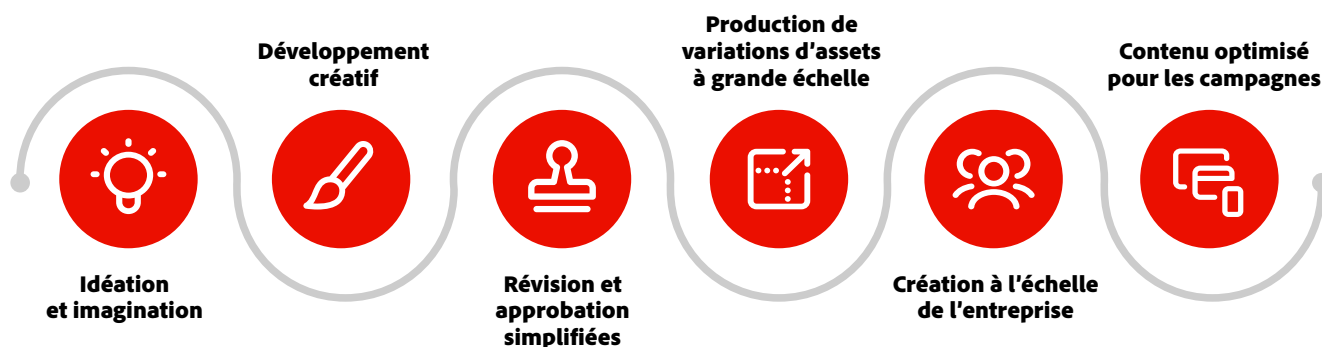 Idéation
et imagination
Développement
créatif
Révision et
approbation
simplifiées
Production de
variations d’assets
à grande échelle
Création à l’échelle
de l’entreprise
Contenu optimisé
pour les campagnes